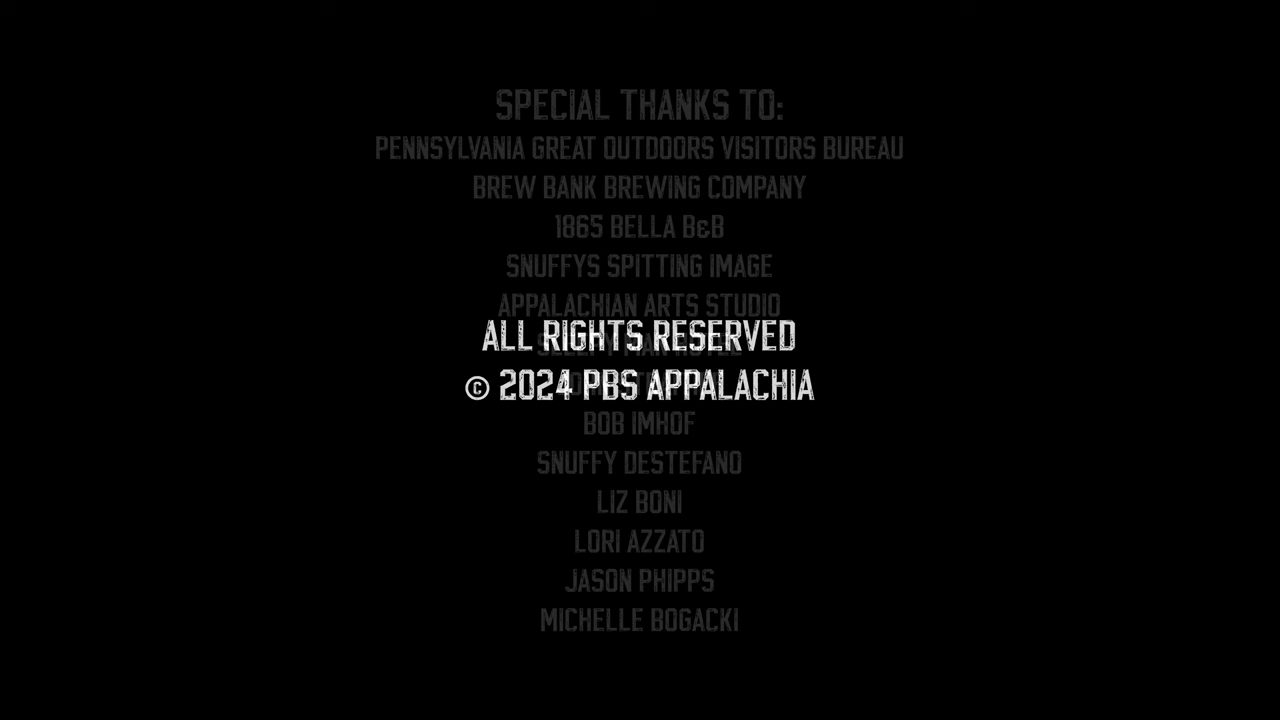 SPECIAL THANKS TO:
PENNSYLVANIA GREAT OUTDOORS VISITORS BUREAU
BREW BANK BREWING COMPANY
1865 BELLA B&B
SNUFFYS SPITTING IMAGE
APPALACHIAN ARTS STUDIO
ALL RIGHTS RESERVED
© 2024 PBS APPALACHIA
BOB IMHOF
SNUFFY DESTEFANO
LIZ BONI
LORI AZZATO
JASON PHIPPS
MICHELLE BOGACKI